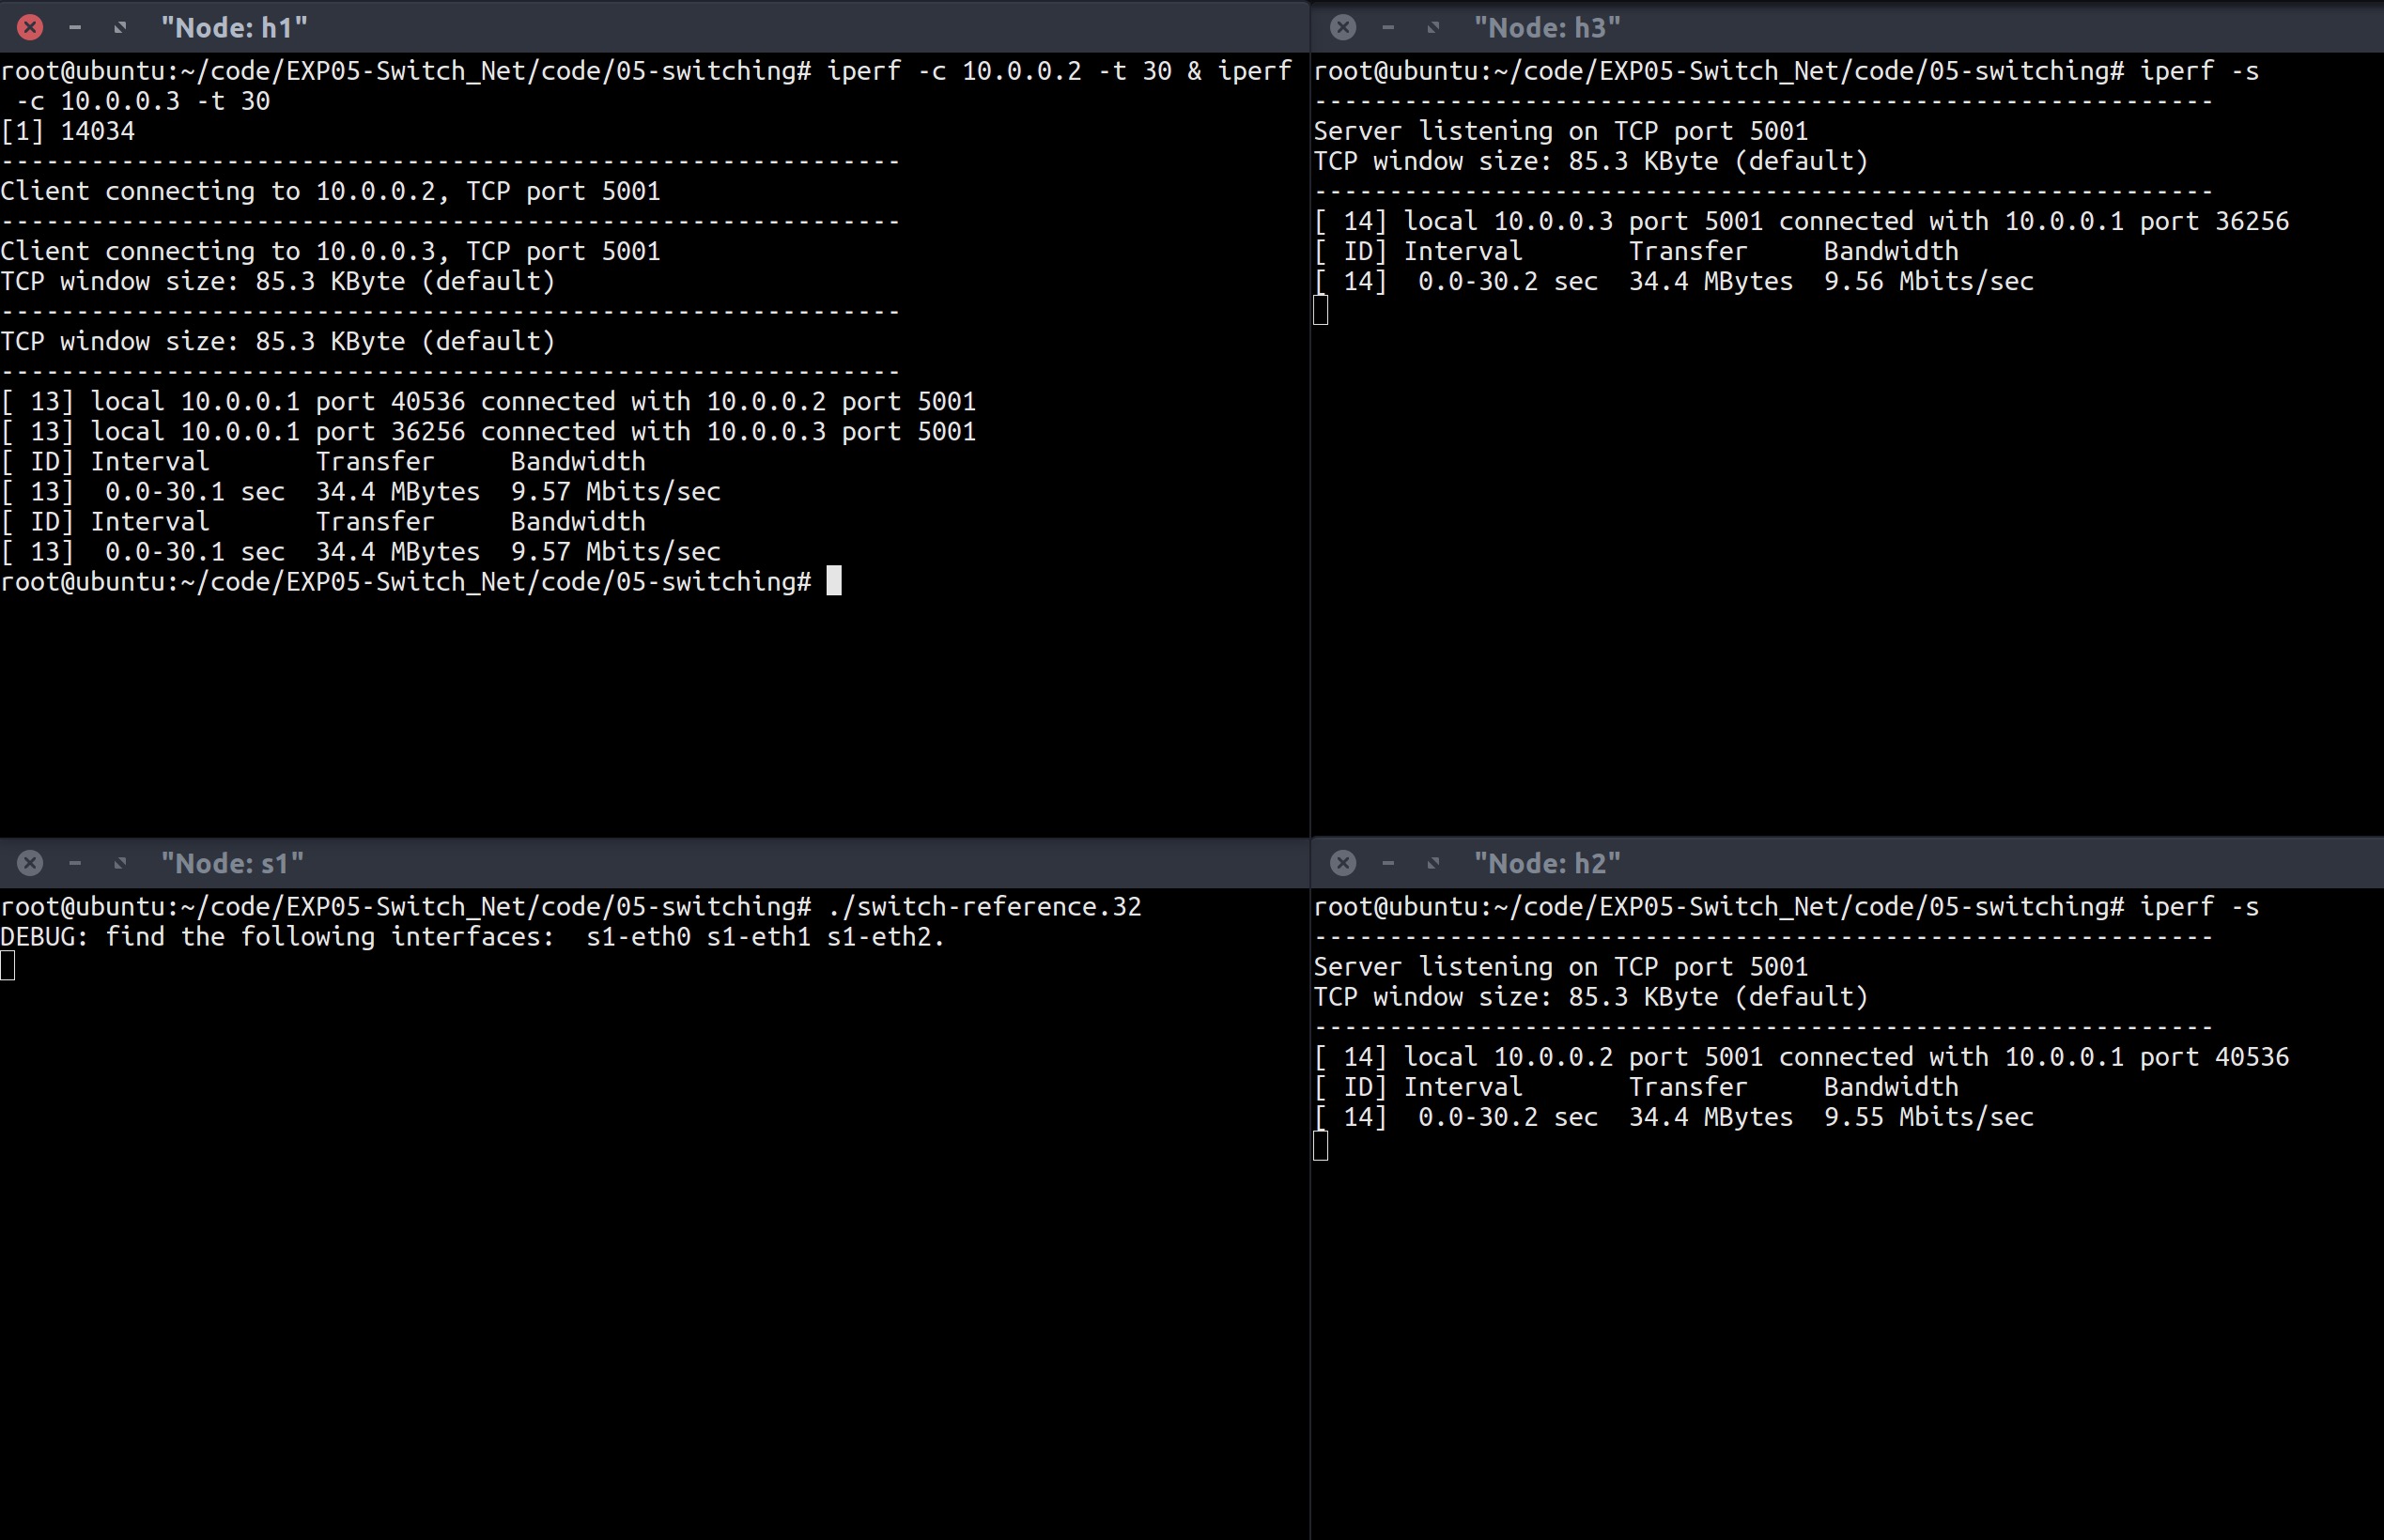 "Node: h1"
root@ubuntu:~/code/EXP05-Switch_Net/code/05-switching# iperf -c 10.0.0.2 -t 30 & iperf
 -c 10.0.0.3 -t 30
[1] 14034
------------------------------------------------------------
Client connecting to 10.0.0.2, TCP port 5001
------------------------------------------------------------
Client connecting to 10.0.0.3, TCP port 5001
TCP window size: 85.3 KByte (default)
------------------------------------------------------------
TCP window size: 85.3 KByte (default)
------------------------------------------------------------
[ 13] local 10.0.0.1 port 40536 connected with 10.0.0.2 port 5001
[ 13] local 10.0.0.1 port 36256 connected with 10.0.0.3 port 5001
[ ID] Interval       Transfer     Bandwidth
[ 13]  0.0-30.1 sec  34.4 MBytes  9.57 Mbits/sec
[ ID] Interval       Transfer     Bandwidth
[ 13]  0.0-30.1 sec  34.4 MBytes  9.57 Mbits/sec
root@ubuntu:~/code/EXP05-Switch_Net/code/05-switching#
"Node: h3"
root@ubuntu:~/code/EXP05-Switch_Net/code/05-switching# iperf -s
------------------------------------------------------------
Server listening on TCP port 5001
TCP window size: 85.3 KByte (default)
------------------------------------------------------------
[ 14] local 10.0.0.3 port 5001 connected with 10.0.0.1 port 36256
[ ID] Interval       Transfer     Bandwidth
[ 14]  0.0-30.2 sec  34.4 MBytes  9.56 Mbits/sec
"Node: s1"
root@ubuntu:~/code/EXP05-Switch_Net/code/05-switching# ./switch-reference.32
DEBUG: find the following interfaces:  s1-eth0 s1-eth1 s1-eth2.
"Node: h2"
root@ubuntu:~/code/EXP05-Switch_Net/code/05-switching# iperf -s
------------------------------------------------------------
Server listening on TCP port 5001
TCP window size: 85.3 KByte (default)
------------------------------------------------------------
[ 14] local 10.0.0.2 port 5001 connected with 10.0.0.1 port 40536
[ ID] Interval       Transfer     Bandwidth
[ 14]  0.0-30.2 sec  34.4 MBytes  9.55 Mbits/sec